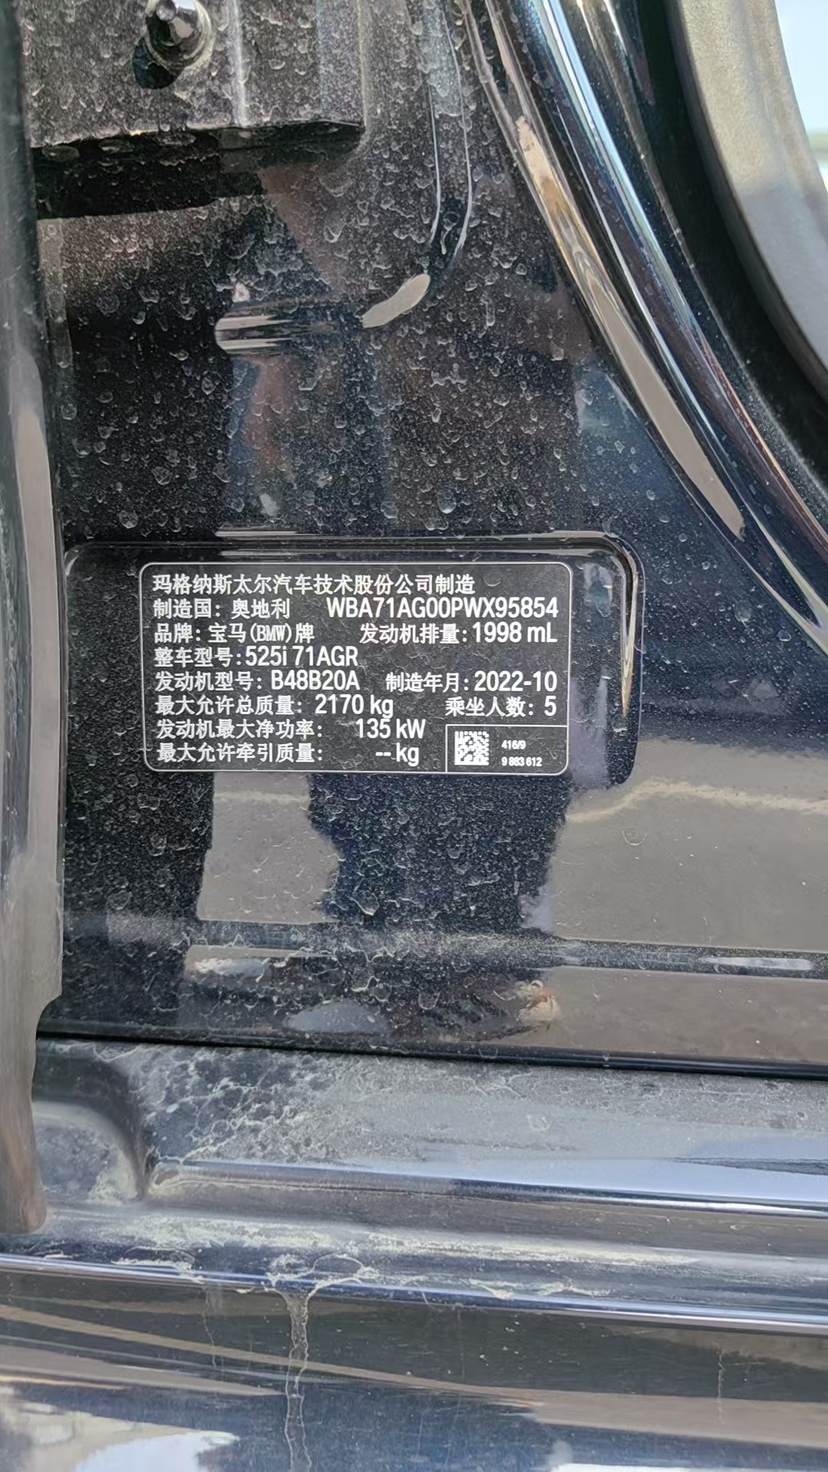 玛格纳斯太尔汽车技术股份公司制造
制造国：奥地利 WBA71AG00PWX95854
品牌：宝马(BMW)牌 发动机排量：1998 mL
整车型号：525i 71AGR
发动机型号：B48B20A 制造年月：2022-10
最大允许总质量：2170 kg 乘坐人数：5
发动机最大净功率： 135 kW
最大允许牵引质量： -- kg
416/9
9 883 612